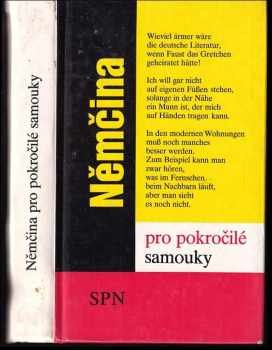 Němčina pro pokročilé samouky
Němčina
Wieviel ärmer wäre
die deutsche Literatur,
wenn Faust das Gretchen
geheiratet hätte!
Ich will gar nicht
auf eigenen Füßen stehen,
solange in der Nähe
ein Mann ist, der mich
auf Händen tragen kann.
In den modernen Wohnungen
muß noch manches
besser werden.
Zum Beispiel kann man
zwar hören,
was im Fernsehen
beim Nachbarn läuft,
aber man sieht
es noch nicht.
pro pokročilé
samouky
SPN